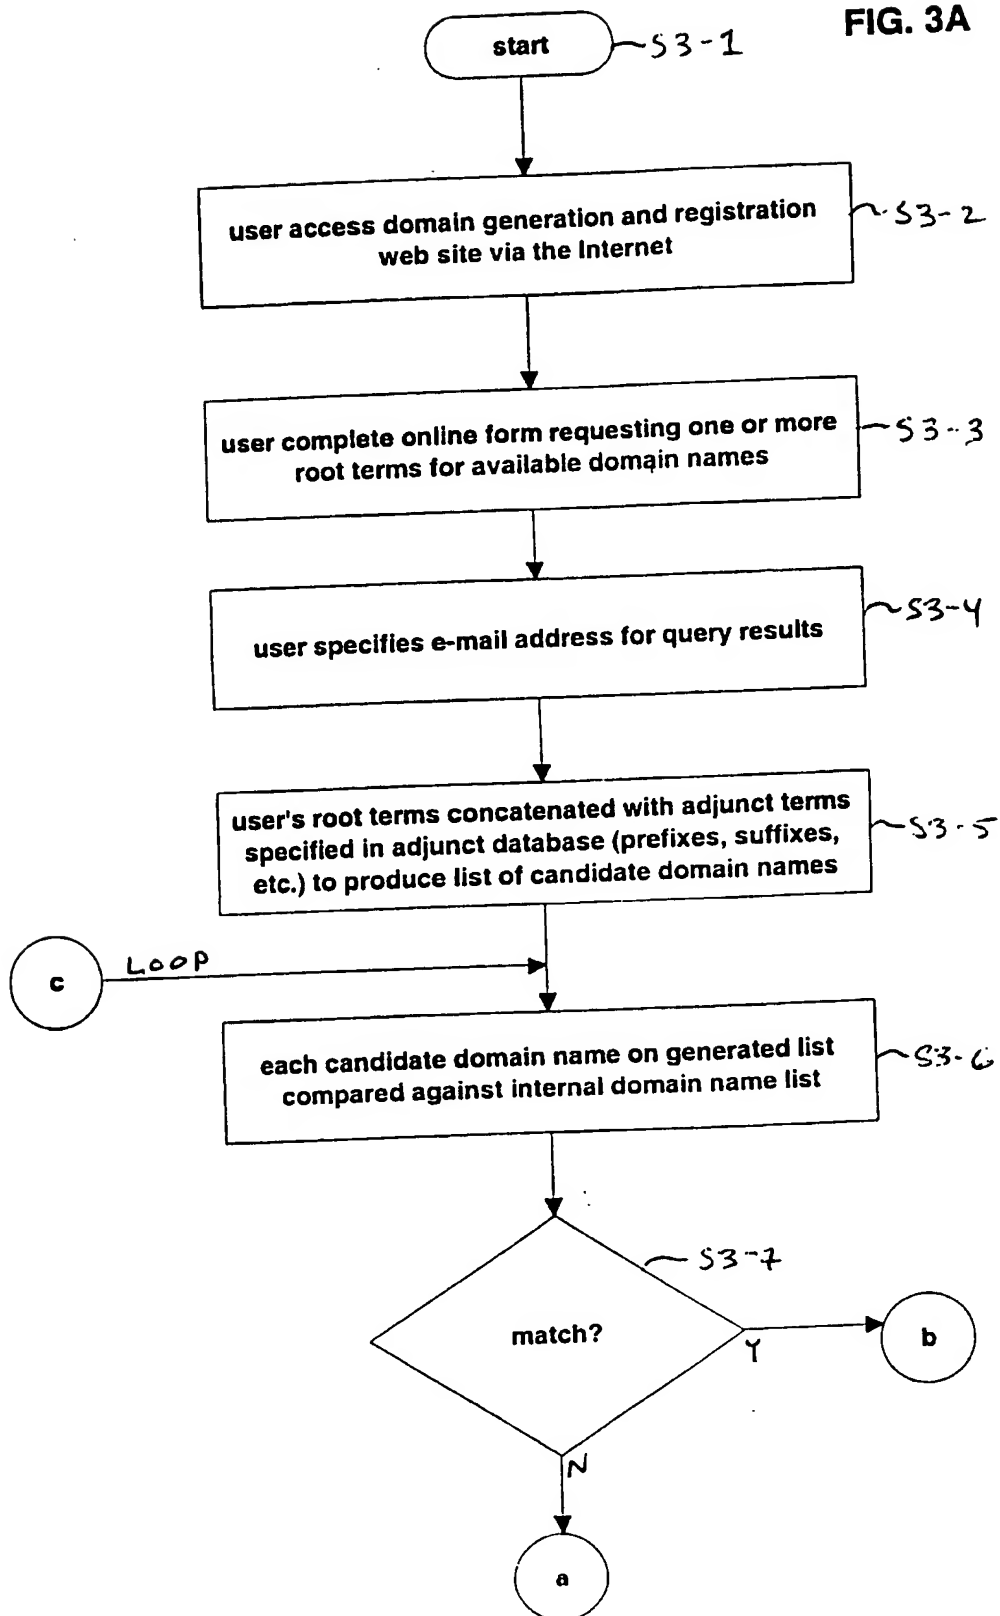 FIG. 3A
start
S3-1
user access domain generation and registration
web site via the Internet
S3-2
user complete online form requesting one or more
root terms for available domain names
S3-3
user specifies e-mail address for query results
S3-4
user's root terms concatenated with adjunct terms
specified in adjunct database (prefixes, suffixes,
etc.) to produce list of candidate domain names
S3-5
c
LOOP
each candidate domain name on generated list
compared against internal domain name list
S3-6
S3-7
match?
Y
b
N
a